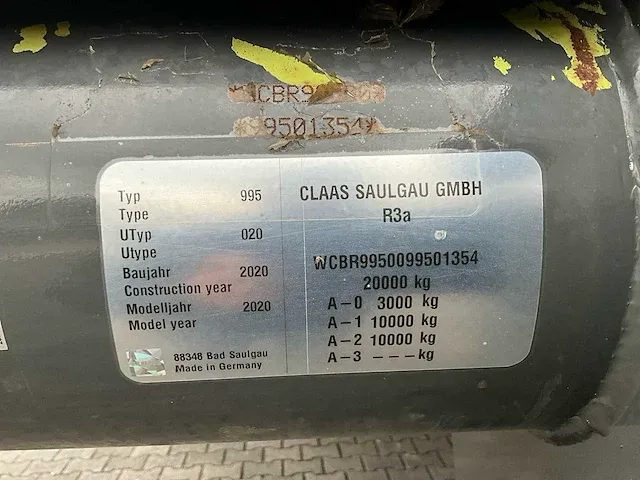 9501354*
Typ 995
Type
UTyp 020
Utype
Baujahr 2020
Construction year
Modelljahr 2020
Model year
88348 Bad Saulgau
Made in Germany
CLAAS SAULGAU GMBH
R3a
WCBR9950099501354
20000 kg
A-0 3000 kg
A-1 10000 kg
A-2 10000 kg
A-3 ---kg